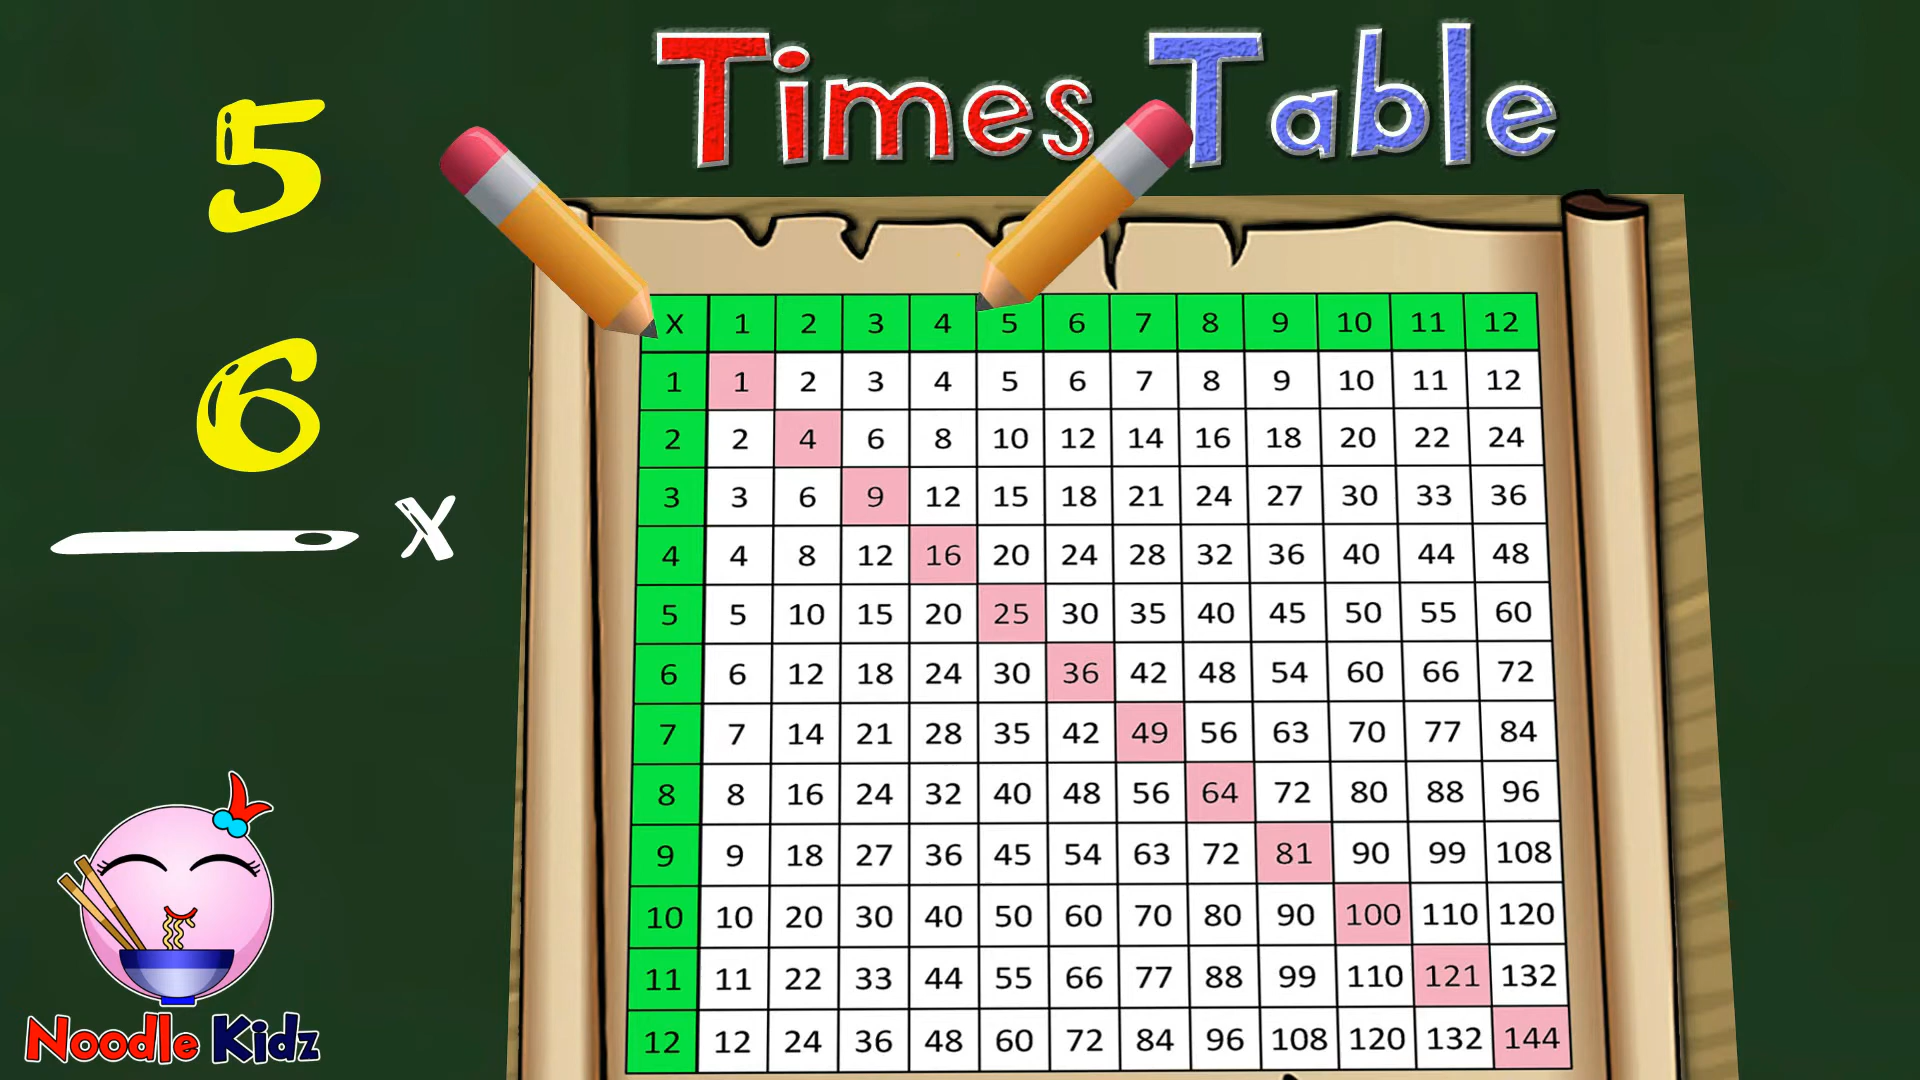 Times Table
5
6
x
X 1 2 3 4 5 6 7 8 9 10 11 12
1 1 2 3 4 5 6 7 8 9 10 11 12
2 2 4 6 8 10 12 14 16 18 20 22 24
3 3 6 9 12 15 18 21 24 27 30 33 36
4 4 8 12 16 20 24 28 32 36 40 44 48
5 5 10 15 20 25 30 35 40 45 50 55 60
6 6 12 18 24 30 36 42 48 54 60 66 72
7 7 14 21 28 35 42 49 56 63 70 77 84
8 8 16 24 32 40 48 56 64 72 80 88 96
9 9 18 27 36 45 54 63 72 81 90 99 108
10 10 20 30 40 50 60 70 80 90 100 110 120
11 11 22 33 44 55 66 77 88 99 110 121 132
12 12 24 36 48 60 72 84 96 108 120 132 144
Noodle Kidz